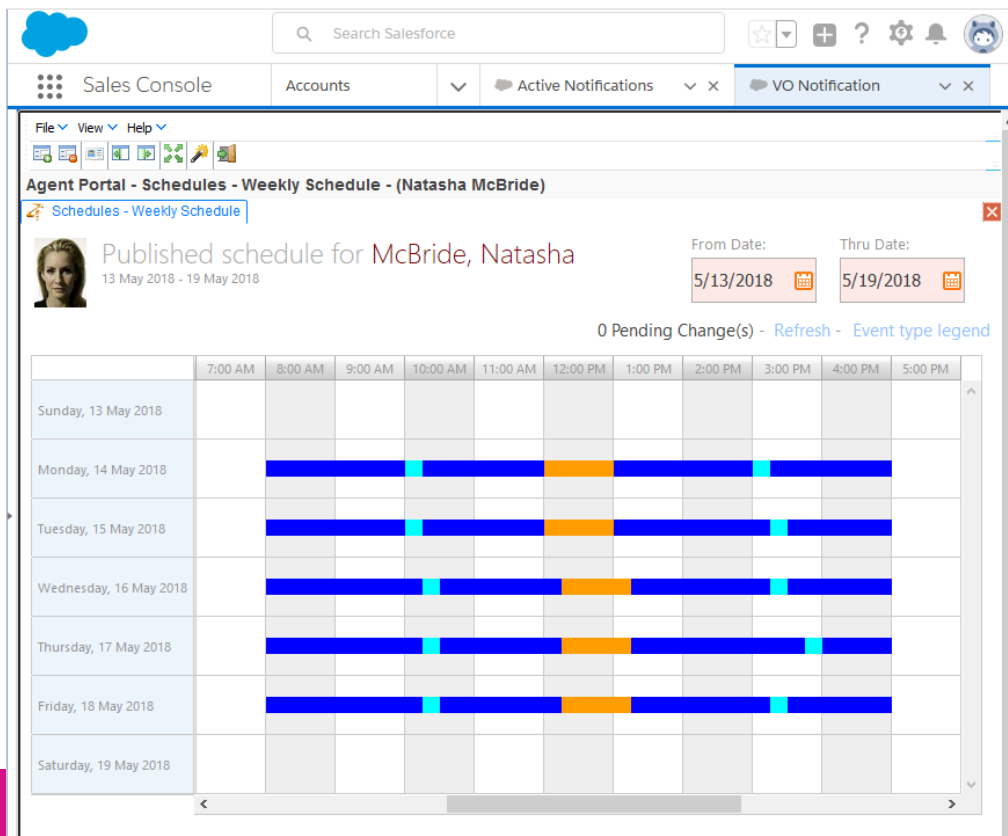 Search Salesforce
Sales Console
Accounts
Active Notifications
VO Notification
File View Help
Agent Portal - Schedules - Weekly Schedule - (Natasha McBride)
Schedules - Weekly Schedule
Published schedule for McBride, Natasha
13 May 2018 - 19 May 2018
From Date:
Thru Date:
5/13/2018
5/19/2018
0 Pending Change(s) - Refresh - Event type legend
7:00 AM 8:00 AM 9:00 AM 10:00 AM 11:00 AM 12:00 PM 1:00 PM 2:00 PM 3:00 PM 4:00 PM 5:00 PM
Sunday, 13 May 2018
Monday, 14 May 2018
Tuesday, 15 May 2018
Wednesday, 16 May 2018
Thursday, 17 May 2018
Friday, 18 May 2018
Saturday, 19 May 2018